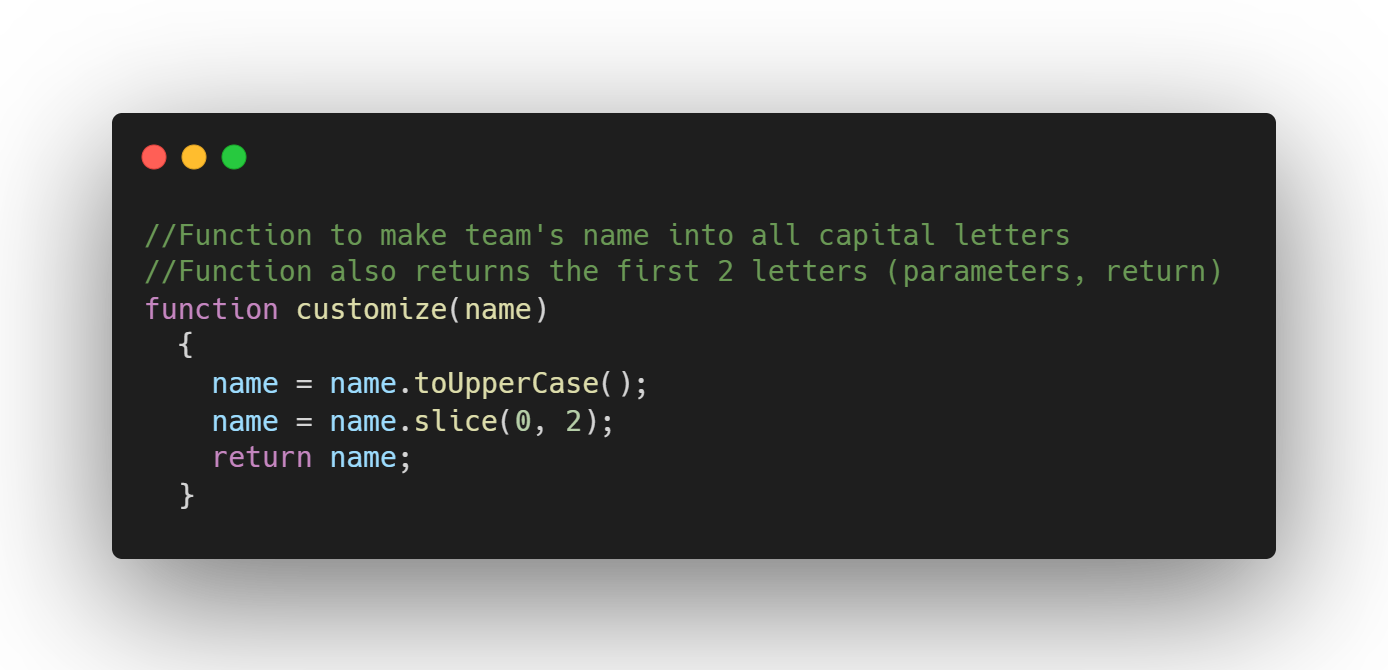 //Function to make team's name into all capital letters
//Function also returns the first 2 letters (parameters, return)
function customize(name)
  {
    name = name.toUpperCase();
    name = name.slice(0, 2);
    return name;
  }